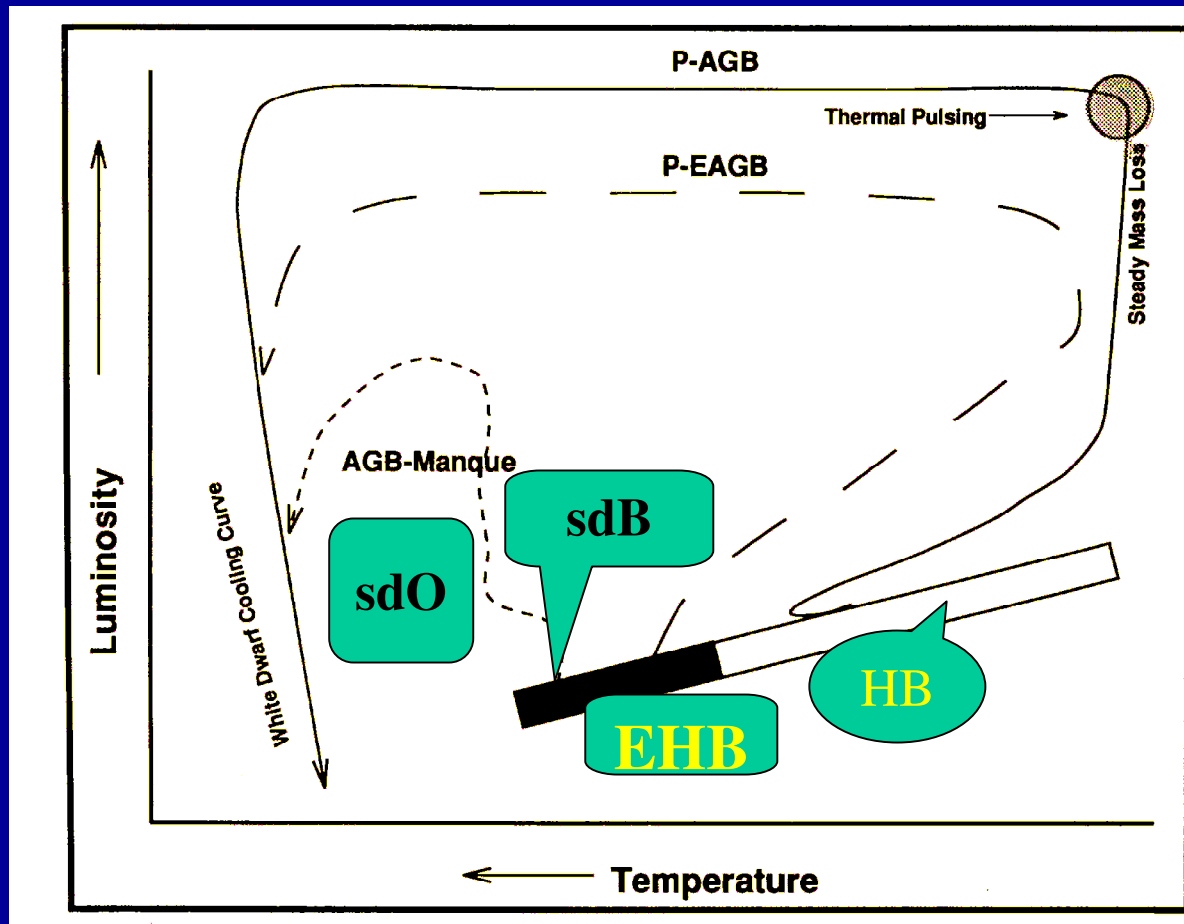 P-AGB
Thermal Pulsing
P-EAGB
Steady Mass Loss
AGB-Manque
sdB
sdO
Luminosity
White Dwarf Cooling Curve
HB
EHB
Temperature